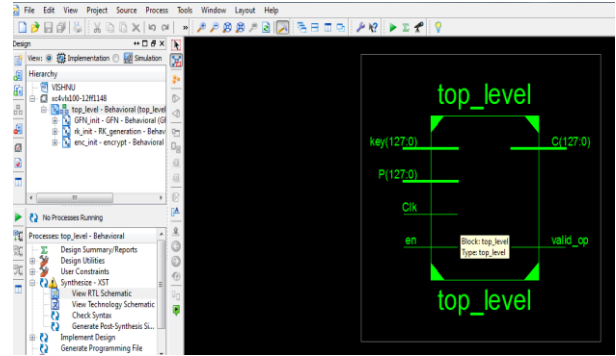 File Edit View Project Source Process Tools Window Layout Help
Design
View: Implementation Simulation
Hierarchy
VISHNU
xc4vlx100-12ff1148
top_level - Behavioral (top_level
GFN_init - GFN - Behavioral (G
rk_init - RK_generation - Behav
enc_init - encrypt - Behavioral
No Processes Running
Processes: top_level - Behavioral
Design Summary/Reports
Design Utilities
User Constraints
Synthesize - XST
View RTL Schematic
View Technology Schematic
Check Syntax
Generate Post-Synthesis Si...
Implement Design
Generate Programming File
top_level
key(127:0)
C(127:0)
P(127:0)
Clk
en
valid_op
Block: top_level
Type: top_level
top_level